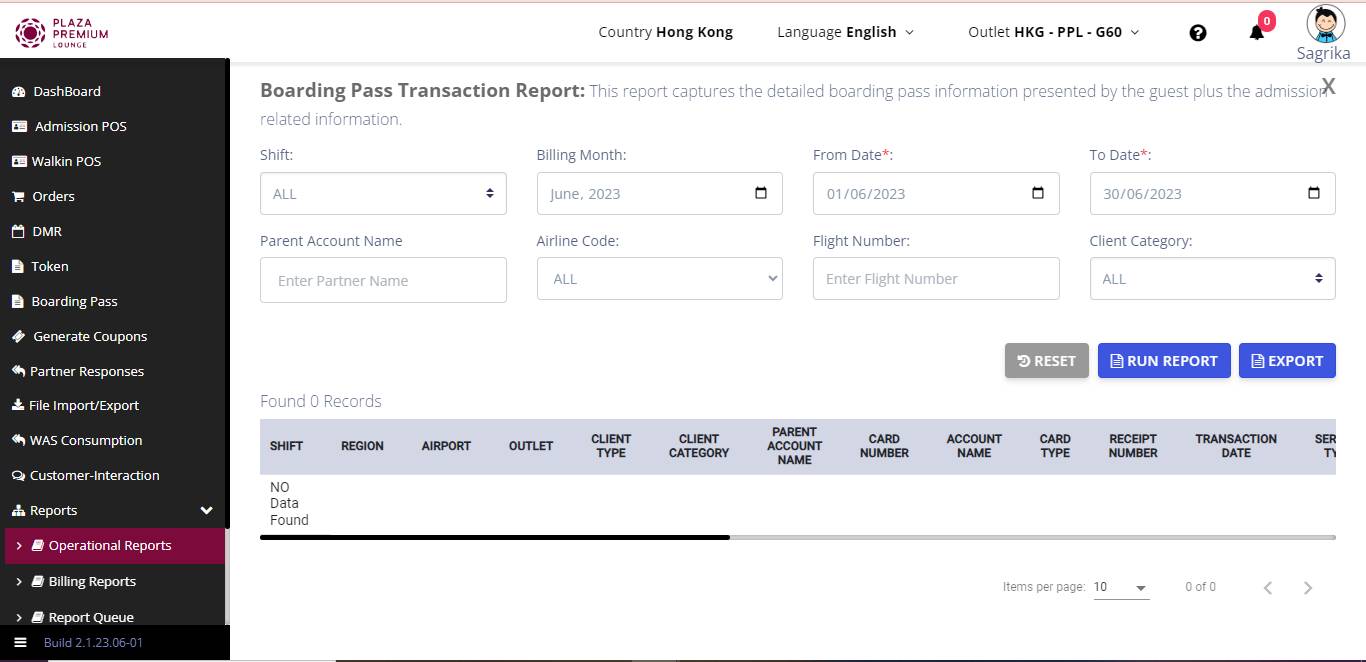 PLAZA
PREMIUM
LOUNGE
Country Hong Kong
Language English
Outlet HKG - PPL - G60
?
0
Sagrika
DashBoard
Admission POS
Walkin POS
Orders
DMR
Token
Boarding Pass
Generate Coupons
Partner Responses
File Import/Export
WAS Consumption
Customer-Interaction
Reports
Operational Reports
Billing Reports
Report Queue
Build 2.1.23.06-01
Boarding Pass Transaction Report: This report captures the detailed boarding pass information presented by the guest plus the admission
related information.
X
Shift:
Billing Month:
From Date*:
To Date*:
ALL
June, 2023
01/06/2023
30/06/2023
Parent Account Name
Airline Code:
Flight Number:
Client Category:
Enter Partner Name
ALL
Enter Flight Number
ALL
RESET
RUN REPORT
EXPORT
Found 0 Records
SHIFT
REGION
AIRPORT
OUTLET
CLIENT
TYPE
CLIENT
CATEGORY
PARENT
ACCOUNT
NAME
CARD
NUMBER
ACCOUNT
NAME
CARD
TYPE
RECEIPT
NUMBER
TRANSACTION
DATE
SER
TY
NO
Data
Found
Items per page:
10
0 of 0